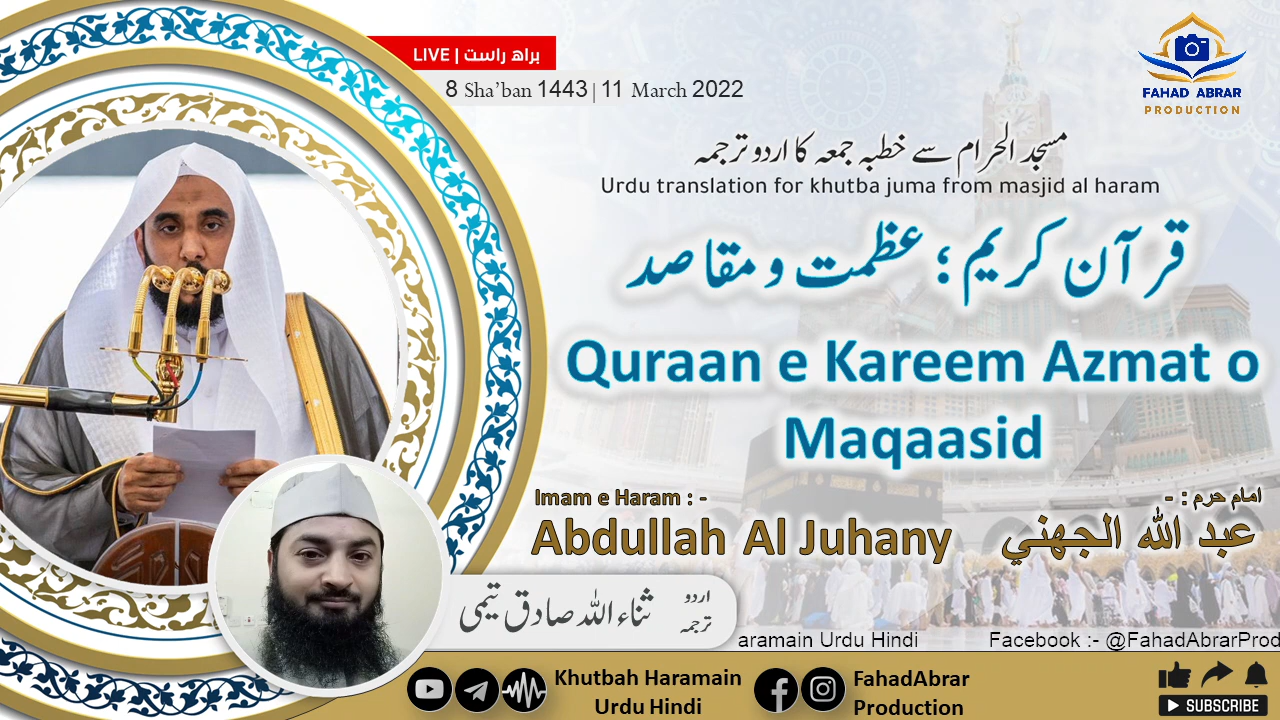 LIVE | براہ راست
8 Sha’ban 1443 | 11 March 2022
FAHAD ABRAR
PRODUCTION
مسجد الحرام سے خطبہ جمعہ کا اردو ترجمہ
Urdu translation for khutba juma from masjid al haram
قرآن کریم ؛ عظمت و مقاصد
Quraan e Kareem Azmat o
Maqaasid
Imam e Haram : -
امام حرم : -
Abdullah Al Juhany
عبد الله الجهني
اردو
ترجمہ
ثناء اللہ صادق تیمی
aramain Urdu Hindi
Facebook :- @FahadAbrarProd
Khutbah Haramain
Urdu Hindi
FahadAbrar
Production
SUBSCRIBE